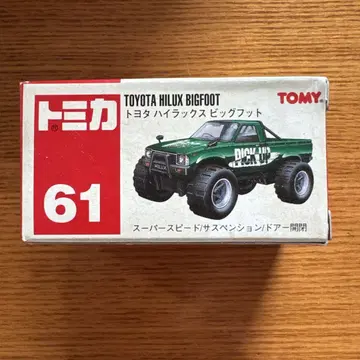 トミカ
61
TOYOTA HILUX BIGFOOT
トヨタ ハイラックス ビッグフット
TOMY
PICK UP
HILUX
スーパースピード/サスペンション/ドアー開閉